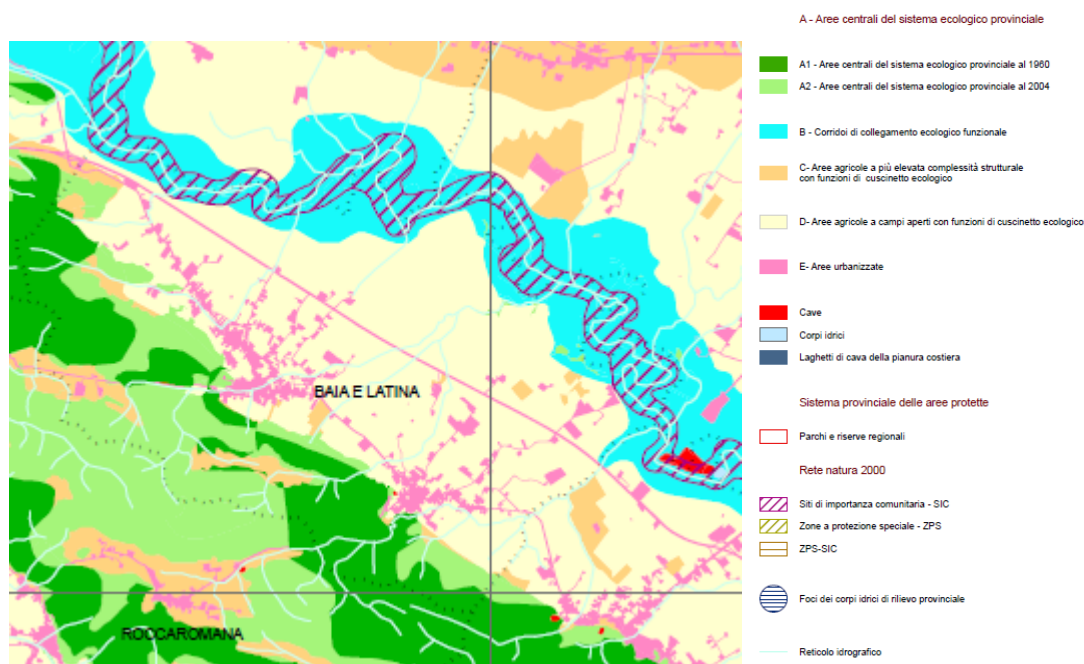 A - Aree centrali del sistema ecologico provinciale
A1 - Aree centrali del sistema ecologico provinciale al 1960
A2 - Aree centrali del sistema ecologico provinciale al 2004
B - Corridoi di collegamento ecologico funzionale
C- Aree agricole a più elevata complessità strutturale
con funzioni di cuscinetto ecologico
D- Aree agricole a campi aperti con funzioni di cuscinetto ecologico
E- Aree urbanizzate
Cave
Corpi idrici
Laghetti di cava della pianura costiera
BAIA E LATINA
Sistema provinciale delle aree protette
Parchi e riserve regionali
Rete natura 2000
Siti di importanza comunitaria - SIC
Zone a protezione speciale - ZPS
ZPS-SIC
Foci dei corpi idrici di rilievo provinciale
ROCCAROMANA
Reticolo idrografico